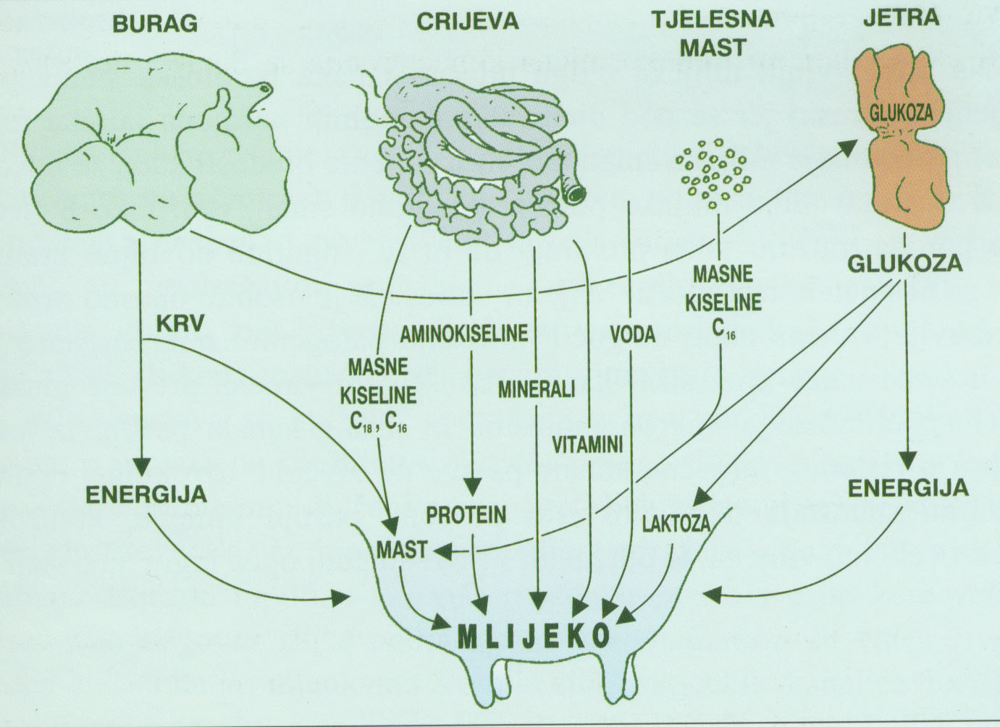 BURAG
CRIJEVA
TJELESNA
MAST
JETRA
GLUKOZA
GLUKOZA
MASNE
KISELINE
C₁₆
KRV
AMINOKISELINE
VODA
MASNE
KISELINE
C₁₈, C₁₆
MINERALI
VITAMINI
ENERGIJA
ENERGIJA
PROTEIN
LAKTOZA
MAST
MLIJEKO